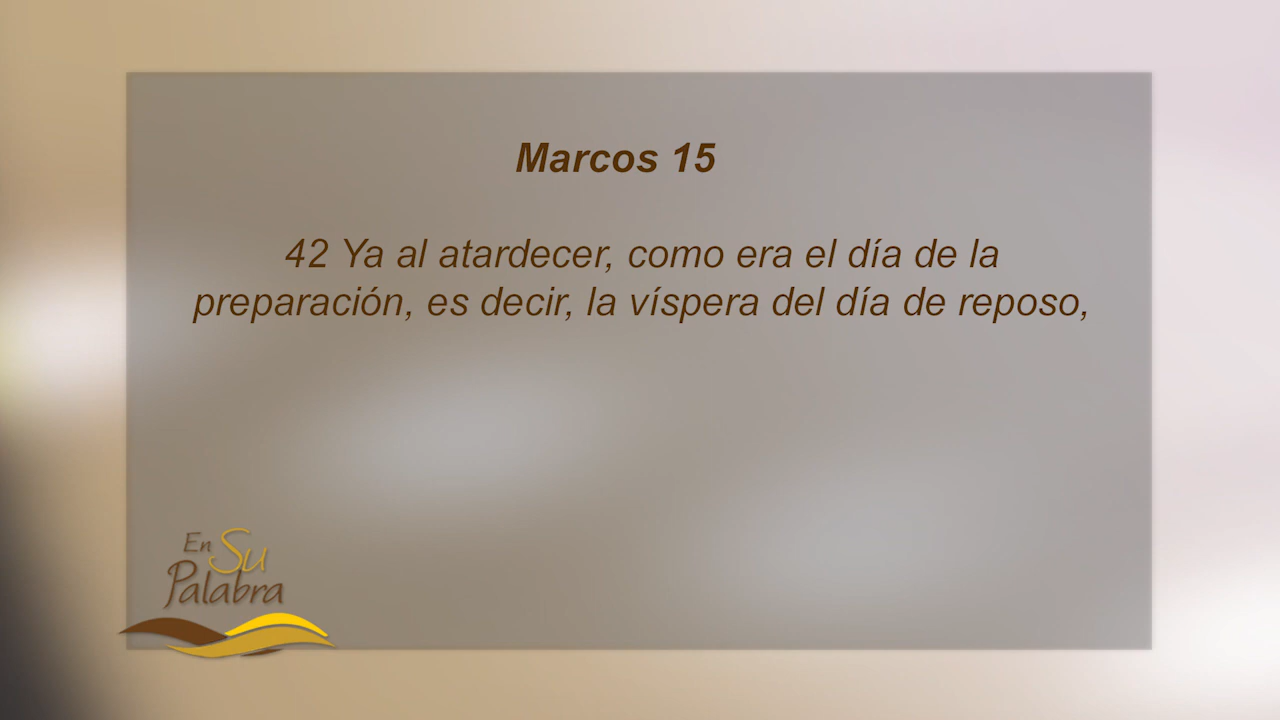 Marcos 15
42 Ya al atardecer, como era el día de la
preparación, es decir, la víspera del día de reposo,
En Su
Palabra